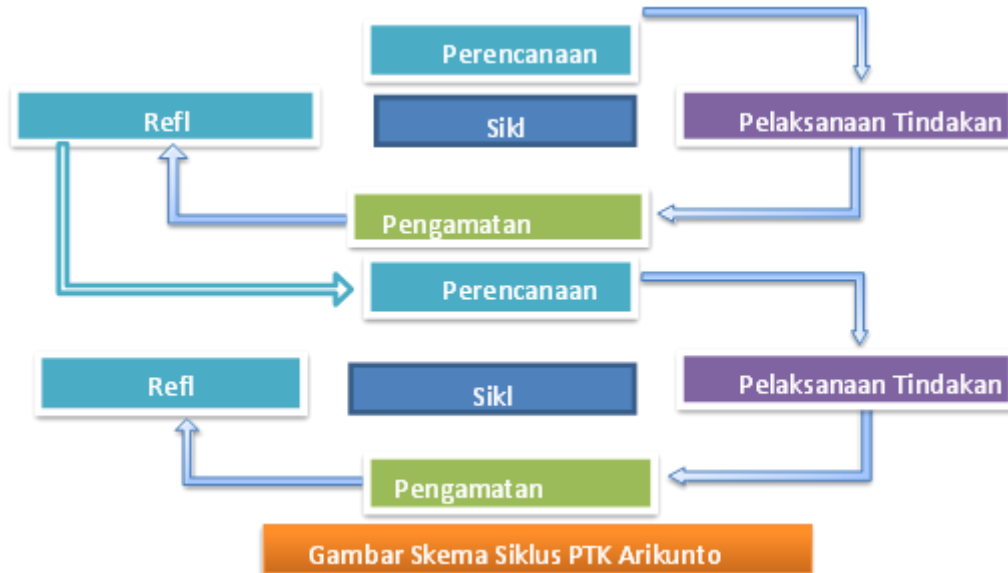 Perencanaan
Refl
Sikl
Pelaksanaan Tindakan
Pengamatan
Perencanaan
Refl
Sikl
Pelaksanaan Tindakan
Pengamatan
Gambar Skema Siklus PTK Arikunto